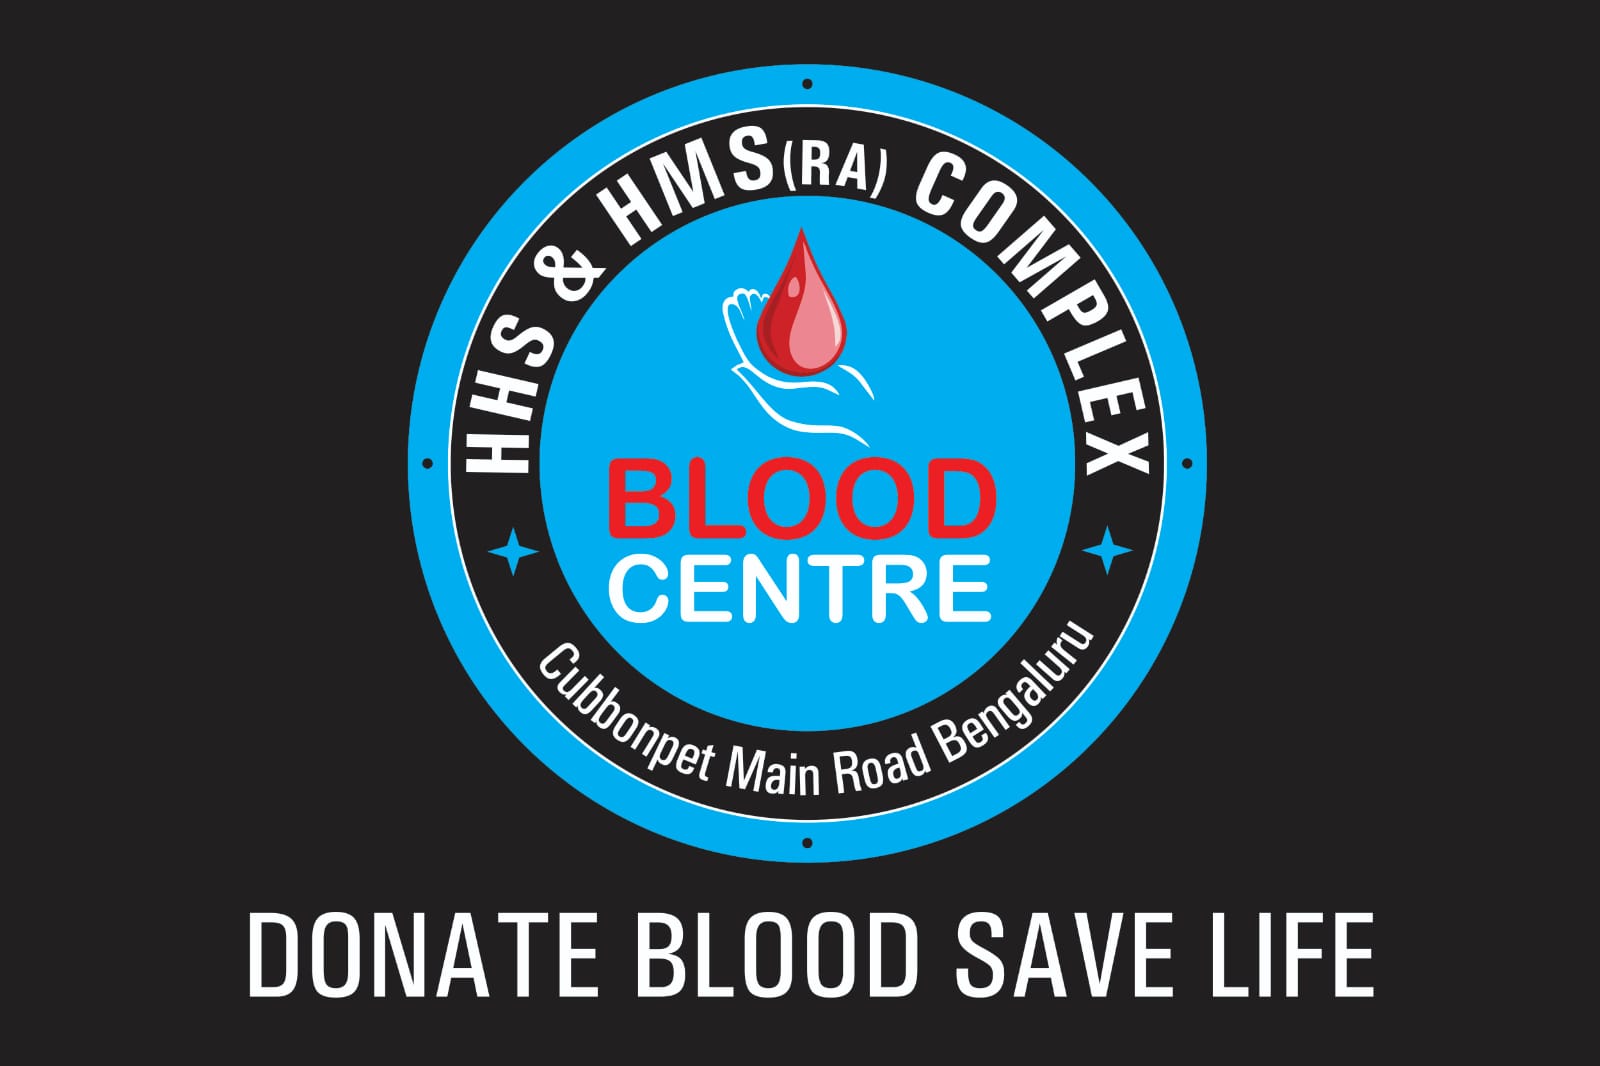 HHS & HMS(RA) COMPLEX
BLOOD
CENTRE
Cubbonpet Main Road Bengaluru
DONATE BLOOD SAVE LIFE